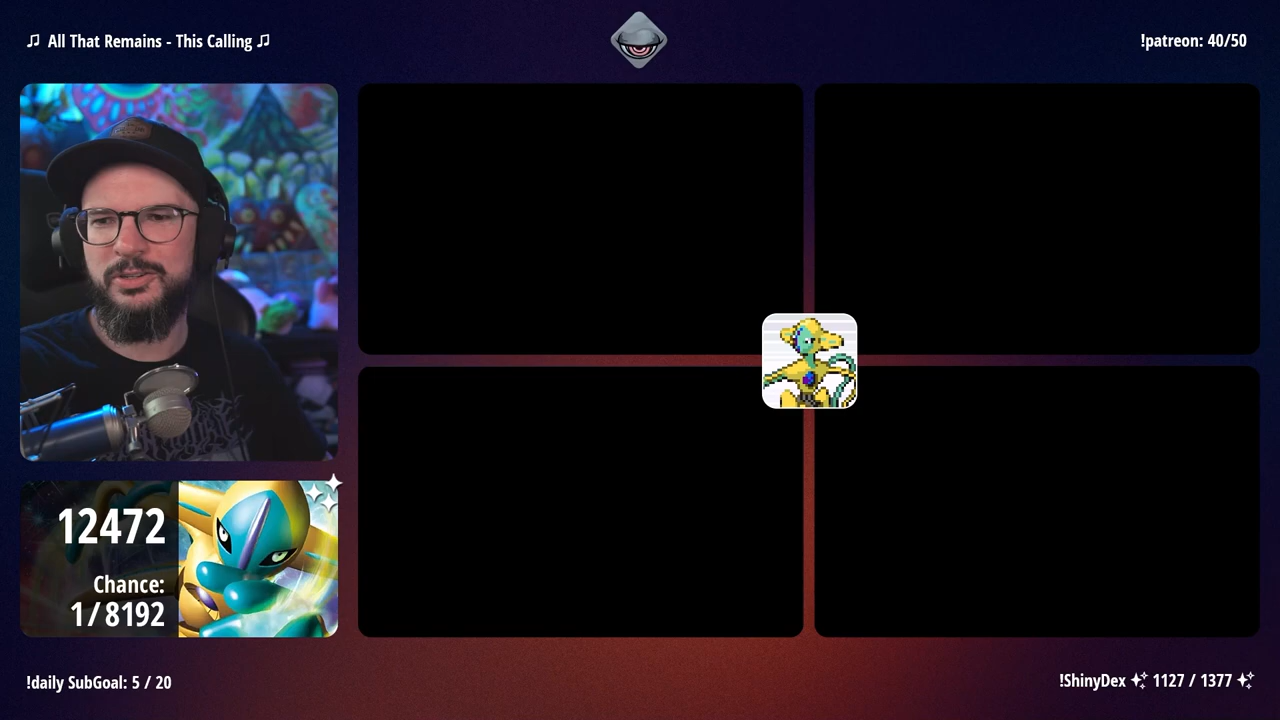 ♫ All That Remains - This Calling ♫
!patreon: 40/50
12472
Chance:
1/8192
!daily SubGoal: 5 / 20
!ShinyDex ✨ 1127 / 1377 ✨